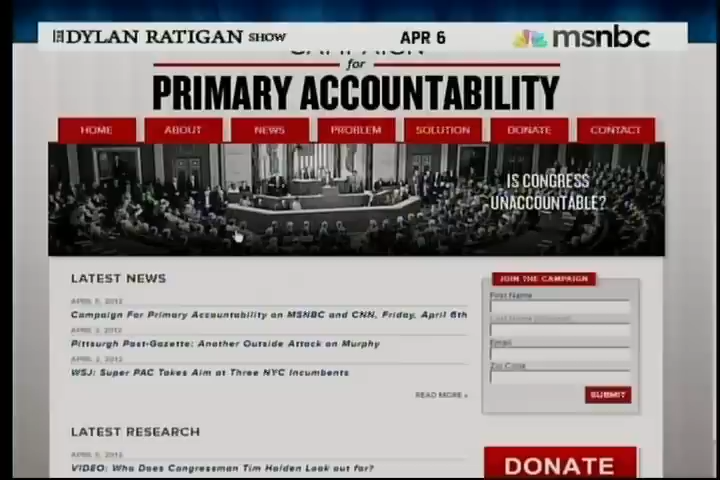 THE DYLAN RATIGAN SHOW
APR 6
msnbc
CAMPAIGN
for
PRIMARY ACCOUNTABILITY
HOME
ABOUT
NEWS
PROBLEM
SOLUTION
DONATE
CONTACT
IS CONGRESS
UNACCOUNTABLE?
LATEST NEWS
Campaign For Primary Accountability on MSNBC and CNN, Friday, April 6th
Pittsurgh Post-Gazette: Another Outside Attack on Murphy
WSJ: Super PAC Takes Aim at Three NYC Incumbents
READ MORE »
JOIN THE CAMPAIGN
First Name
Email
Zip Code
SUBMIT
LATEST RESEARCH
VIDEO: Who Does Congressman Tim Holden Look out for?
DONATE